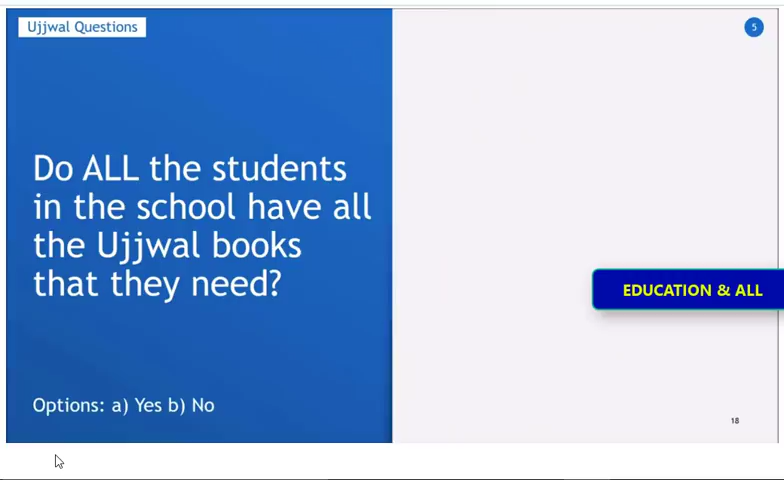 Ujjwal Questions
5
Do ALL the students
in the school have all
the Ujjwal books
that they need?
EDUCATION & ALL
Options: a) Yes b) No
18